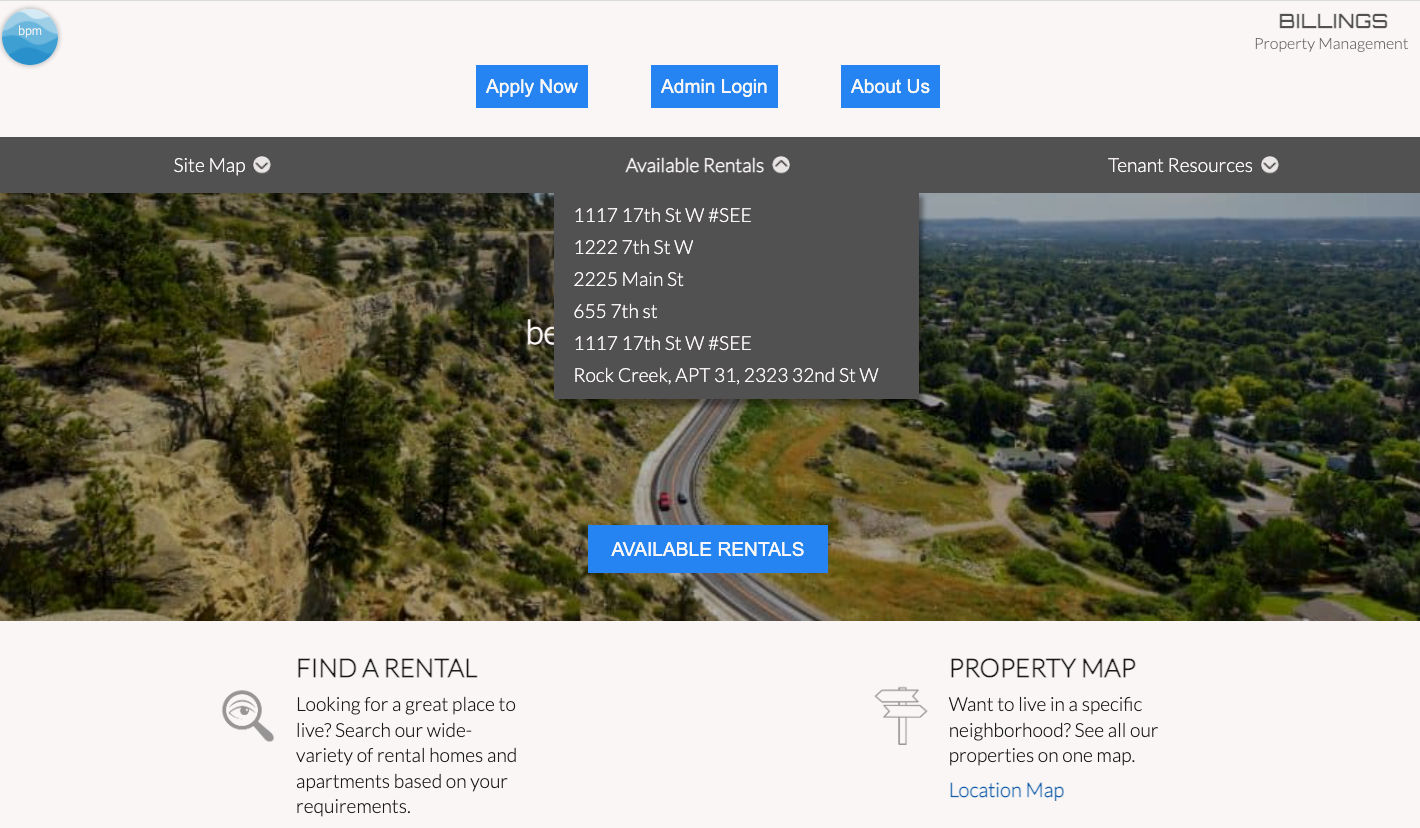 bpm
BILLINGS
Property Management
Apply Now
Admin Login
About Us
Site Map
Available Rentals
Tenant Resources
1117 17th St W #SEE
1222 7th St W
2225 Main St
655 7th st
1117 17th St W #SEE
Rock Creek, APT 31, 2323 32nd St W
AVAILABLE RENTALS
FIND A RENTAL
Looking for a great place to
live? Search our wide-
variety of rental homes and
apartments based on your
requirements.
PROPERTY MAP
Want to live in a specific
neighborhood? See all our
properties on one map.
Location Map